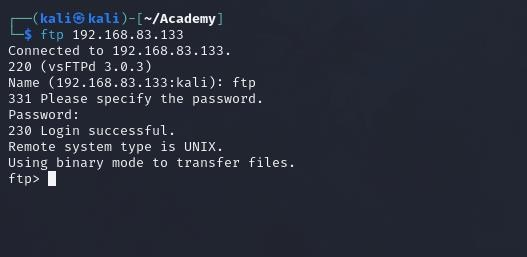 ┌──(kali㉿kali)-[~/Academy]
└─$ ftp 192.168.83.133
Connected to 192.168.83.133.
220 (vsFTPd 3.0.3)
Name (192.168.83.133:kali): ftp
331 Please specify the password.
Password:
230 Login successful.
Remote system type is UNIX.
Using binary mode to transfer files.
ftp>